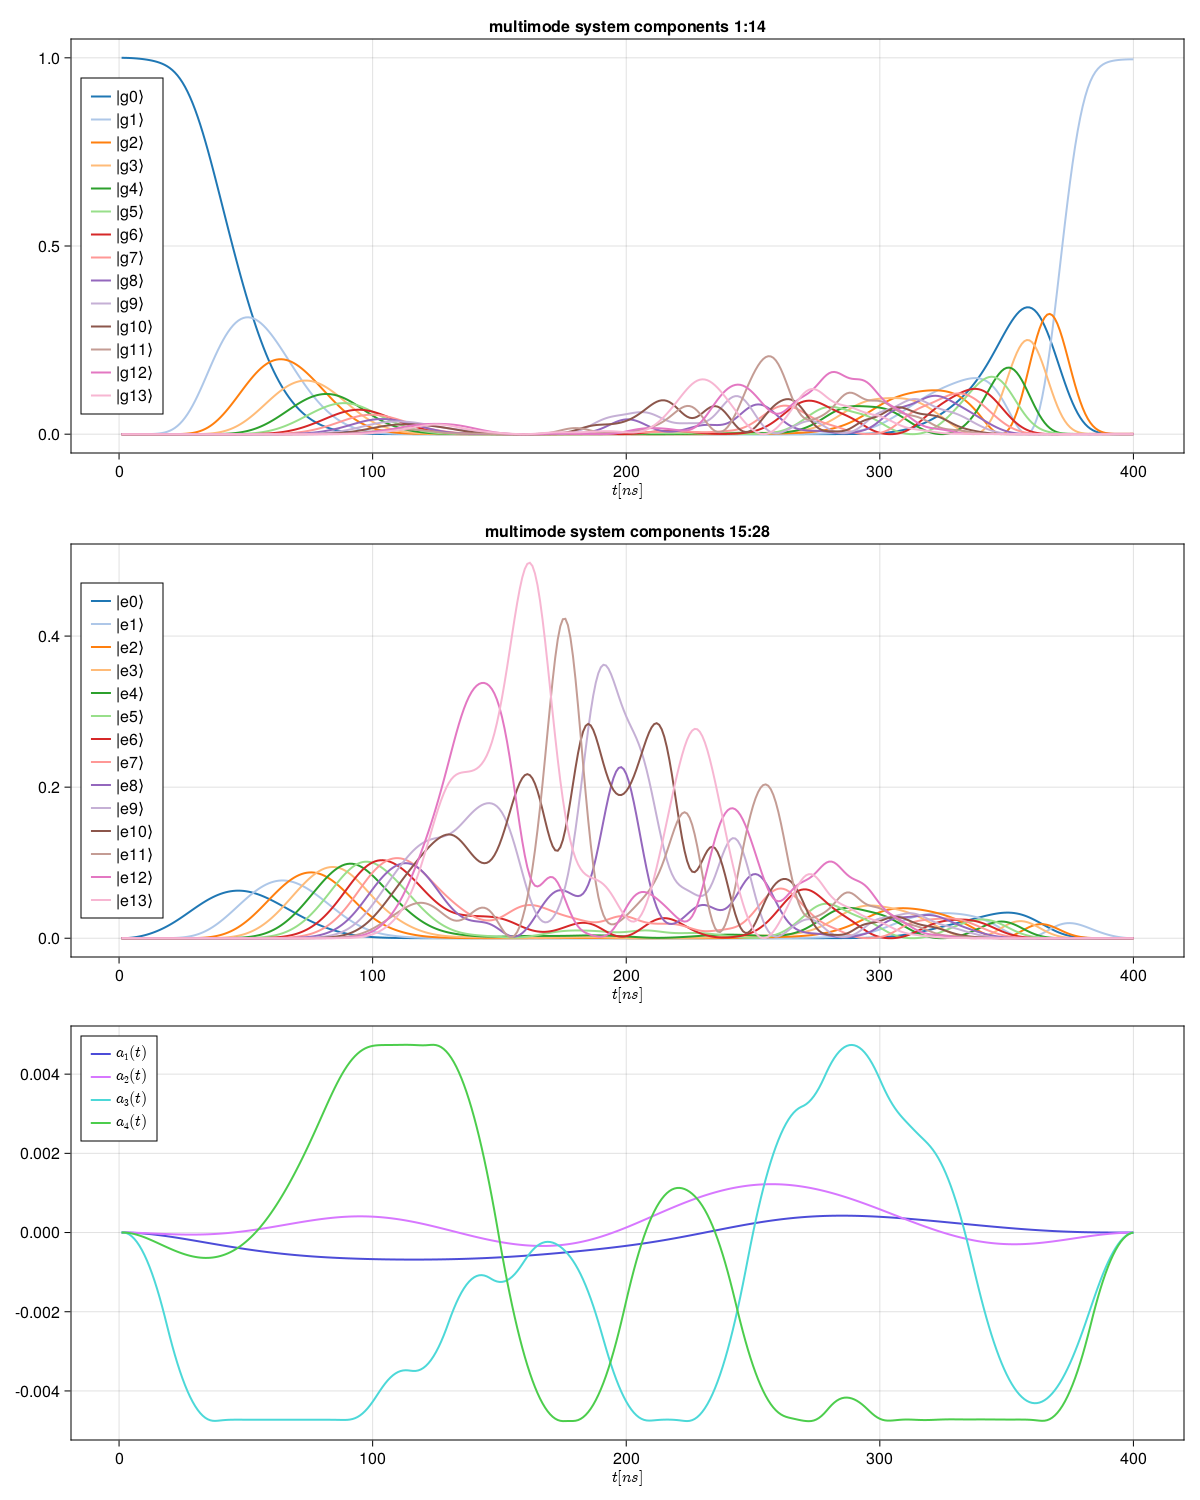 multimode system components 1:14
1.0
0.5
0.0
|g0⟩
|g1⟩
|g2⟩
|g3⟩
|g4⟩
|g5⟩
|g6⟩
|g7⟩
|g8⟩
|g9⟩
|g10⟩
|g11⟩
|g12⟩
|g13⟩
0 100 200 300 400
t[ns]
multimode system components 15:28
0.4
0.2
0.0
|e0⟩
|e1⟩
|e2⟩
|e3⟩
|e4⟩
|e5⟩
|e6⟩
|e7⟩
|e8⟩
|e9⟩
|e10⟩
|e11⟩
|e12⟩
|e13⟩
0 100 200 300 400
t[ns]
0.004
0.002
0.000
-0.002
-0.004
a₁(t)
a₂(t)
a₃(t)
a₄(t)
0 100 200 300 400
t[ns]